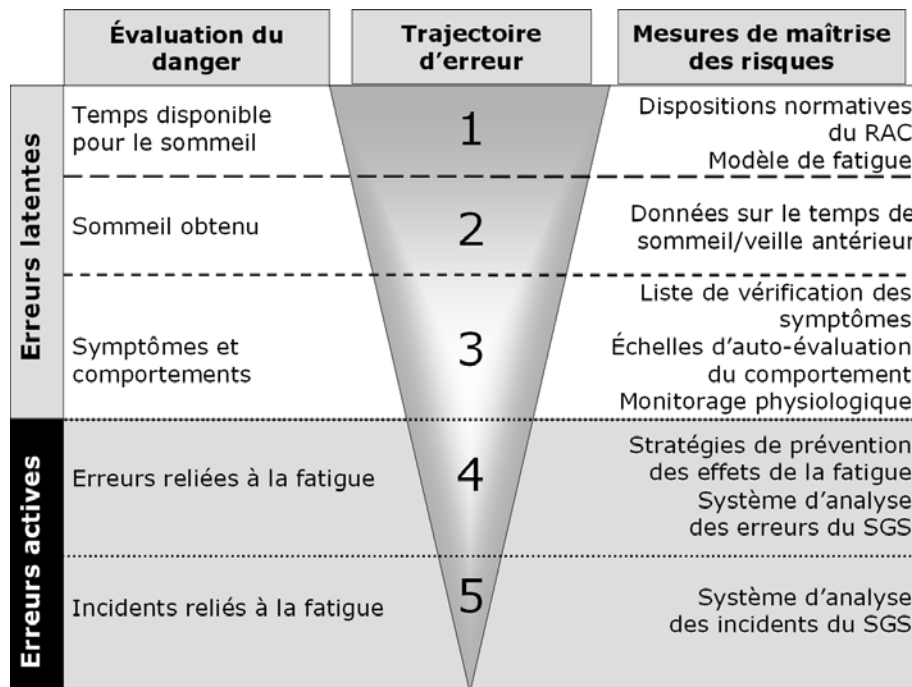 Évaluation du
danger
Trajectoire
d'erreur
Mesures de maîtrise
des risques
Erreurs latentes
Temps disponible
pour le sommeil
1
Dispositions normatives
du RAC
Modèle de fatigue
Sommeil obtenu
2
Données sur le temps de
sommeil/veille antérieur
Symptômes et
comportements
3
Liste de vérification des
symptômes
Échelles d'auto-évaluation
du comportement
Monitorage physiologique
Erreurs actives
Erreurs reliées à la fatigue
4
Stratégies de prévention
des effets de la fatigue
Système d'analyse
des erreurs du SGS
Incidents reliés à la fatigue
5
Système d'analyse
des incidents du SGS